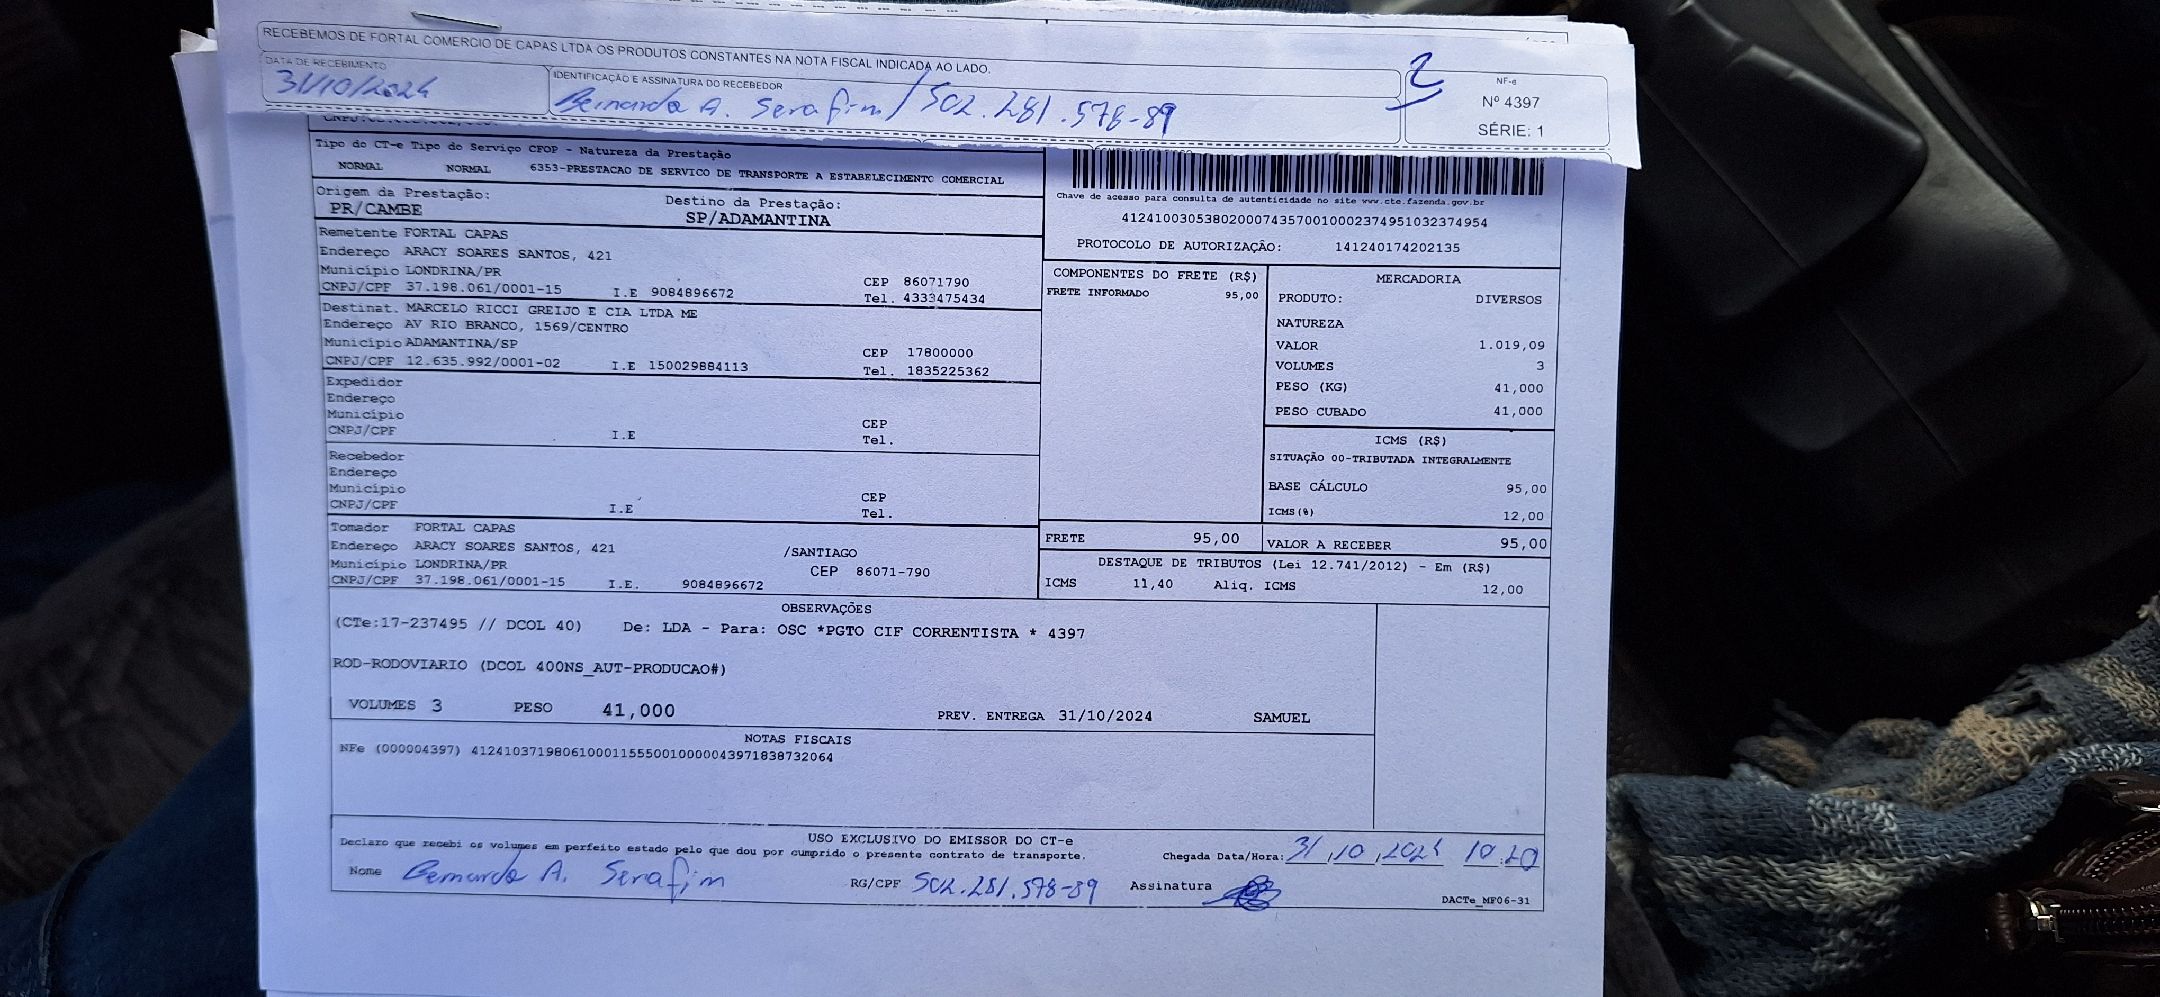 RECEBEMOS DE FORTAL COMERCIO DE CAPAS LTDA OS PRODUTOS CONSTANTES NA NOTA FISCAL INDICADA AO LADO.
DATA DE RECEBIMENTO
31/10/2024
IDENTIFICAÇÃO E ASSINATURA DO RECEBEDOR
Bernardo A. Serafim / 502.281.578-89
2
NF-e
Nº 4397
SÉRIE: 1
Tipo do CT-e Tipo do Serviço CFOP - Natureza da Prestação
NORMAL NORMAL 6353-PRESTACAO DE SERVICO DE TRANSPORTE A ESTABELECIMENTO COMERCIAL
Origem da Prestação: Destino da Prestação:
PR/CAMBE SP/ADAMANTINA
Chave de acesso para consulta de autenticidade no site www.cte.fazenda.gov.br
41241003053802000743570010002374951032374954
PROTOCOLO DE AUTORIZAÇÃO: 141240174202135
Remetente FORTAL CAPAS
Endereço ARACY SOARES SANTOS, 421
Município LONDRINA/PR CEP 86071790
CNPJ/CPF 37.198.061/0001-15 I.E 9084896672 Tel. 4333475434
Destinat. MARCELO RICCI GREIJO E CIA LTDA ME
Endereço AV RIO BRANCO, 1569/CENTRO
Município ADAMANTINA/SP CEP 17800000
CNPJ/CPF 12.635.992/0001-02 I.E 150029884113 Tel. 1835225362
Expedidor
Endereço
Município CEP
CNPJ/CPF I.E Tel.
Recebedor
Endereço
Município CEP
CNPJ/CPF I.E Tel.
Tomador FORTAL CAPAS
Endereço ARACY SOARES SANTOS, 421 /SANTIAGO
Município LONDRINA/PR CEP 86071-790
CNPJ/CPF 37.198.061/0001-15 I.E. 9084896672
COMPONENTES DO FRETE (R$)
FRETE INFORMADO 95,00
MERCADORIA
PRODUTO: DIVERSOS
NATUREZA
VALOR 1.019,09
VOLUMES 3
PESO (KG) 41,000
PESO CUBADO 41,000
ICMS (R$)
SITUAÇÃO 00-TRIBUTADA INTEGRALMENTE
BASE CÁLCULO 95,00
ICMS(%) 12,00
FRETE 95,00 VALOR A RECEBER 95,00
DESTAQUE DE TRIBUTOS (Lei 12.741/2012) - Em (R$)
ICMS 11,40 Aliq. ICMS 12,00
OBSERVAÇÕES
(CTe:17-237495 // DCOL 40) De: LDA - Para: OSC *PGTO CIF CORRENTISTA * 4397
ROD-RODOVIARIO (DCOL 400NS_AUT-PRODUCAO#)
VOLUMES 3 PESO 41,000 PREV. ENTREGA 31/10/2024 SAMUEL
NOTAS FISCAIS
NFe (000004397) 41241037198061000115550010000043971838732064
USO EXCLUSIVO DO EMISSOR DO CT-e
Declaro que recebi os volumes em perfeito estado pelo que dou por cumprido o presente contrato de transporte. Chegada Data/Hora: 31/10/2024 10:20
Nome Bernardo A. Serafim RG/CPF 502.281.578-89 Assinatura
DACTe_MF06-31